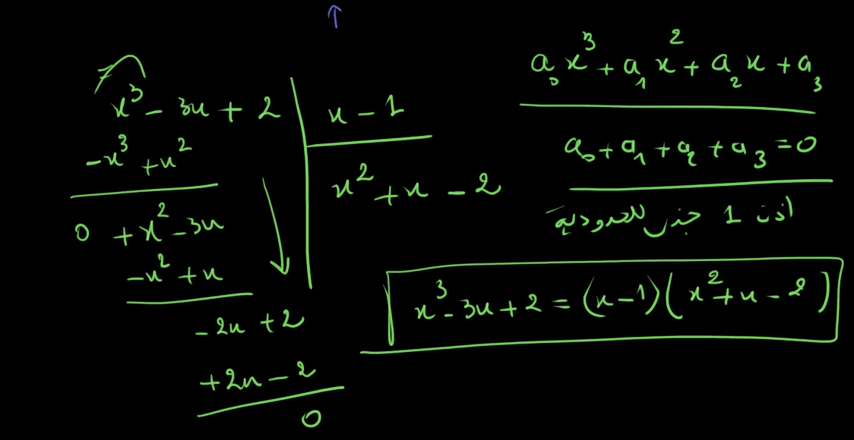 x³ - 3x + 2 | x - 1
-x³ + x²
x² + x - 2
0 + x² - 3x
-x² + x
- 2x + 2
+2x - 2
0
a₀x³ + a₁x² + a₂x + a₃
a₀ + a₁ + a₂ + a₃ = 0
اذن 1 جذر للحدودية
x³ - 3x + 2 = (x-1)(x² + x - 2)